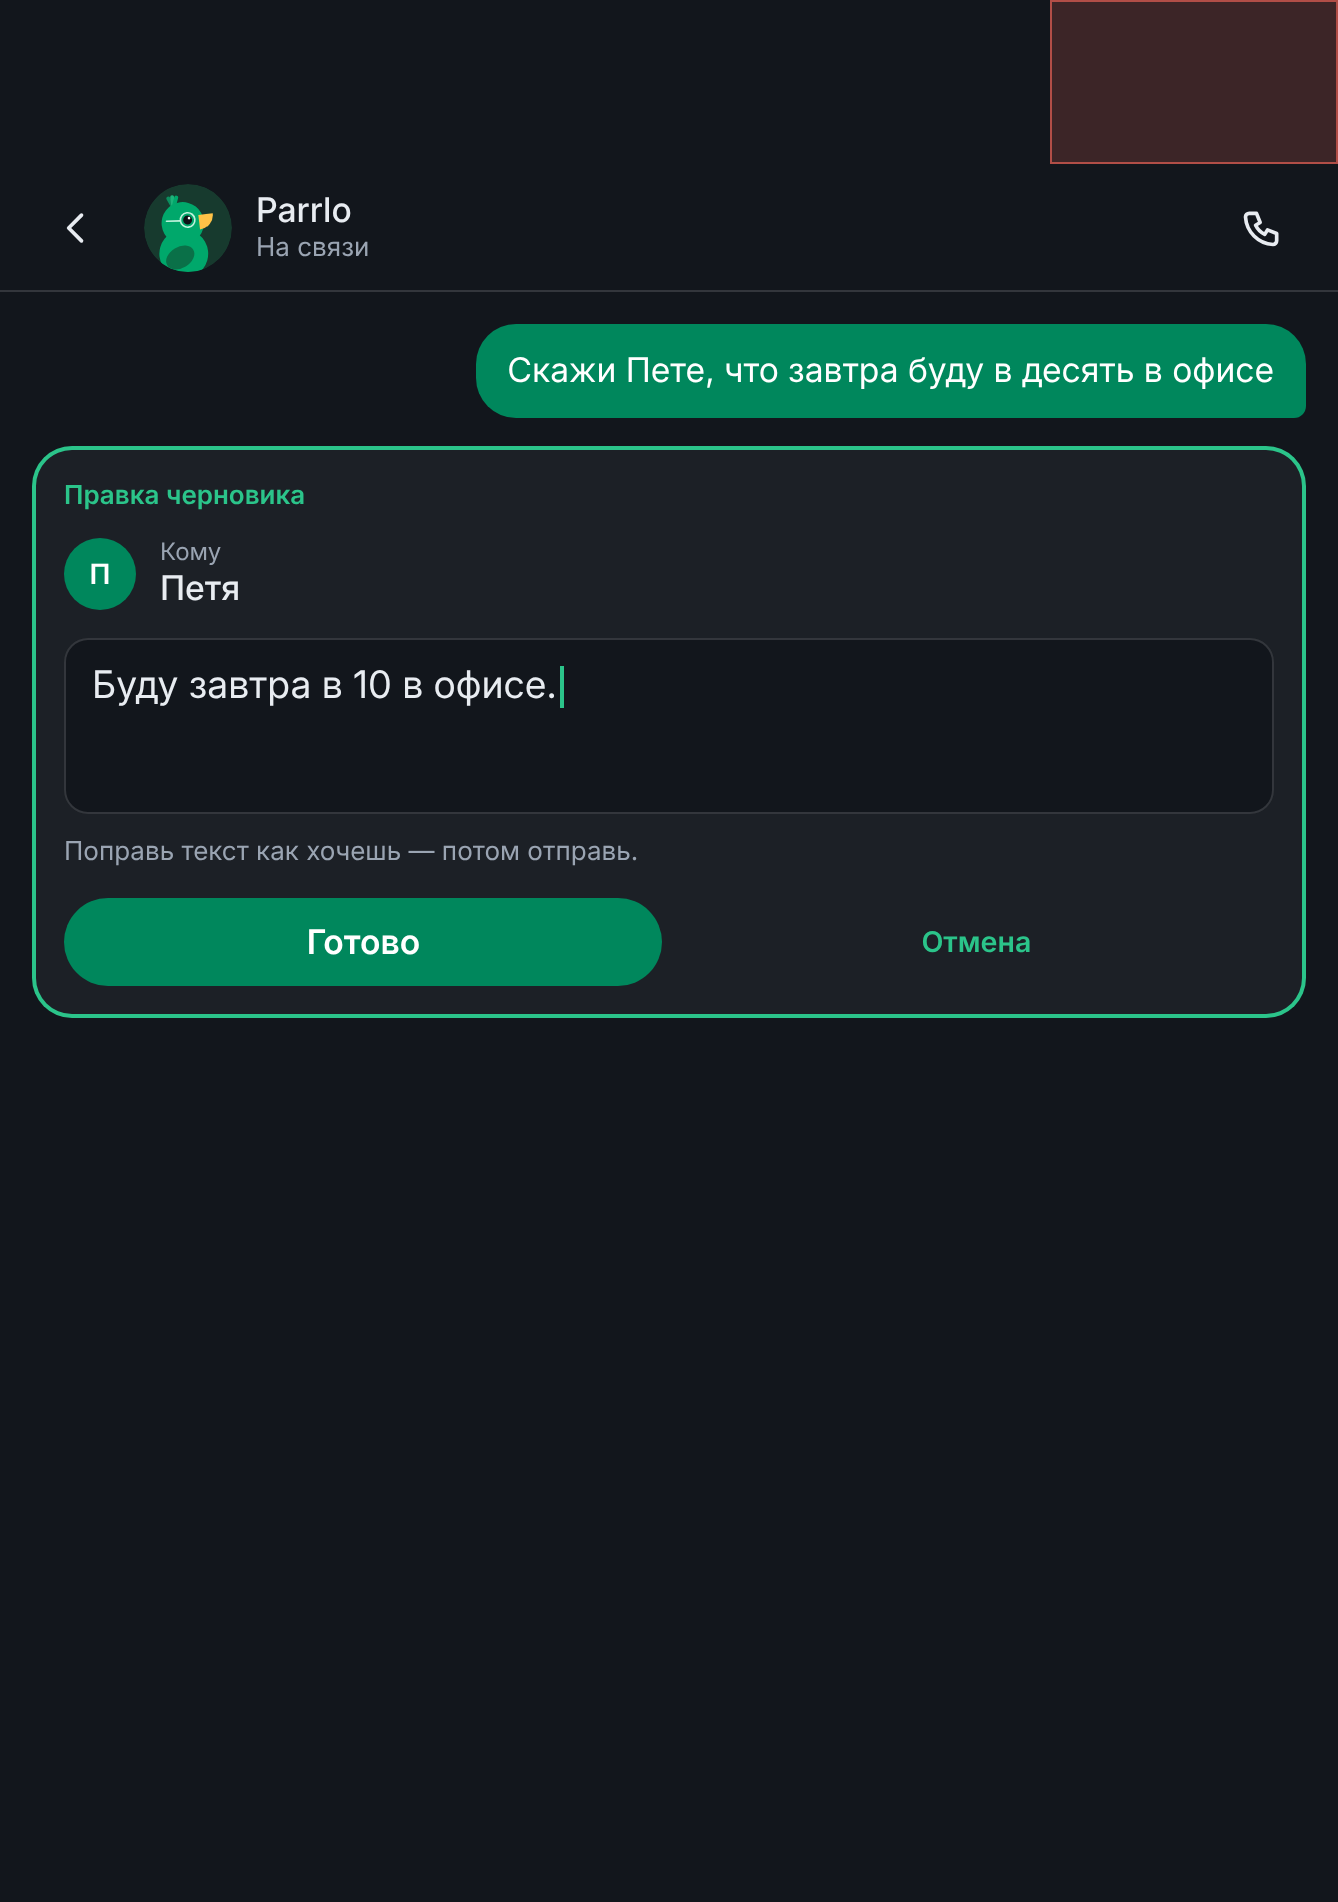 Parrlo
На связи
Скажи Пете, что завтра буду в десять в офисе
Правка черновика
П
Кому
Петя
Буду завтра в 10 в офисе.
Поправь текст как хочешь — потом отправь.
Готово
Отмена